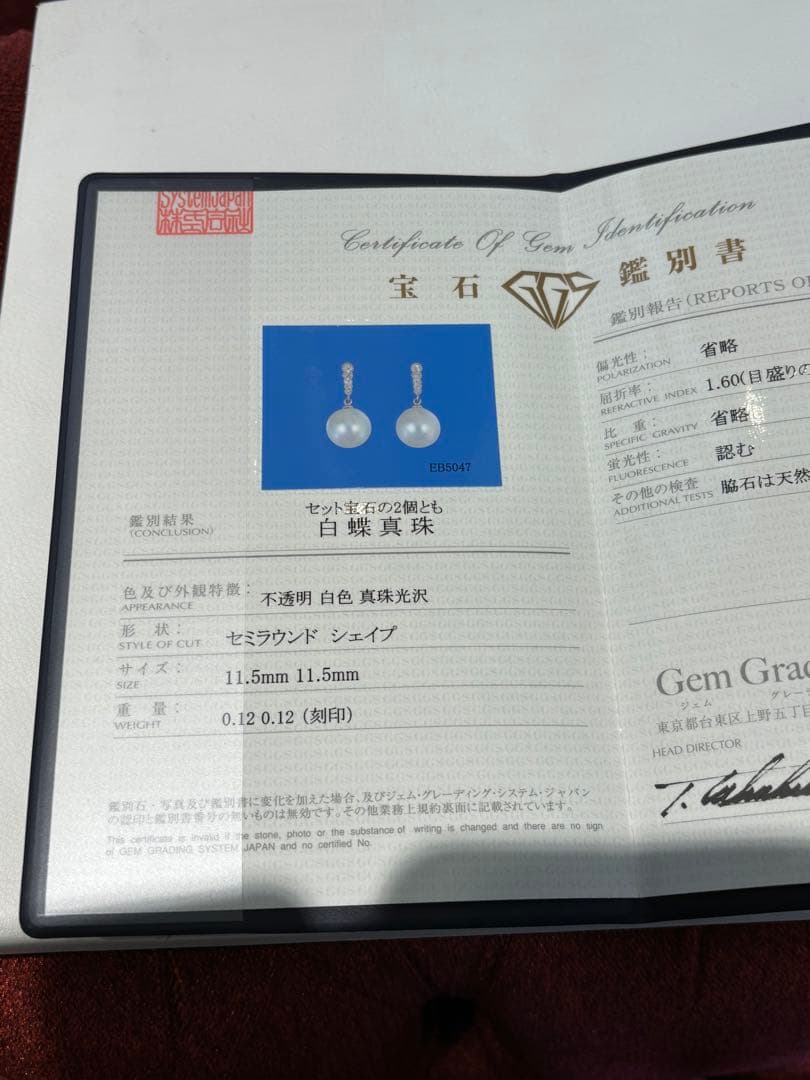 SystemJapan
Certificate Of Gem Identification
宝石 GGS 鑑別書
EB5047
鑑別結果
(CONCLUSION)
セット宝石の2個とも
白蝶真珠
色及び外観特徴:
APPEARANCE
不透明 白色 真珠光沢
形 状:
STYLE OF CUT
セミラウンド シェイプ
サイズ:
SIZE
11.5mm 11.5mm
重 量:
WEIGHT
0.12 0.12 (刻印)
鑑別石・写真及び鑑別書に変化を加えた場合、及びジェム・グレーディング・システム・ジャパン
の認印と鑑別書番号の無いものは無効です。その他業務上規約裏面に記載されています。
This certificate is invalid if the stone, photo or the substance of writing is changed and there are no sign
of GEM GRADING SYSTEM JAPAN and no certified No.
鑑別報告(REPORTS
偏光性:
POLARIZATION
省略
屈折率:
REFRACTIVE INDEX
1.60(目盛りの
比 重:
SPECIFIC GRAVITY
省略
蛍光性:
FLUORESCENCE
認む
その他の検査
ADDITIONAL TESTS
脇石は天然
Gem
ジェム グレー
東京都台東区上野五丁目
HEAD DIRECTOR